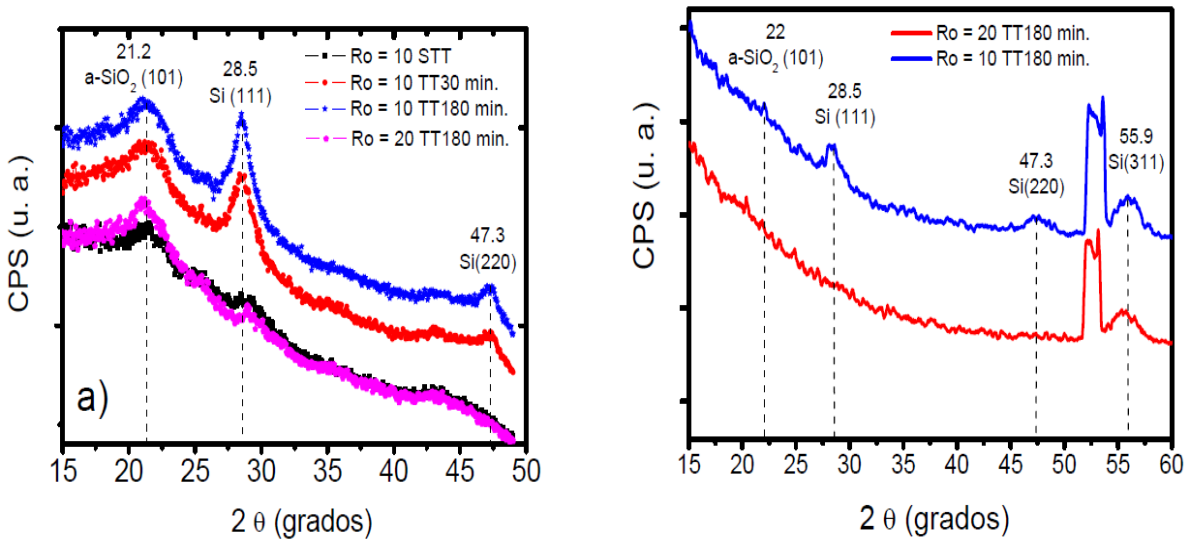 21.2
a-SiO₂ (101)
28.5
Si (111)
47.3
Si(220)
Ro = 10 STT
Ro = 10 TT30 min.
Ro = 10 TT180 min.
Ro = 20 TT180 min.
CPS (u. a.)
a)
15 20 25 30 35 40 45 50
2 θ (grados)
22
a-SiO₂ (101)
28.5
Si (111)
47.3
Si(220)
55.9
Si(311)
Ro = 20 TT180 min.
Ro = 10 TT180 min.
CPS (u. a.)
15 20 25 30 35 40 45 50 55 60
2 θ (grados)